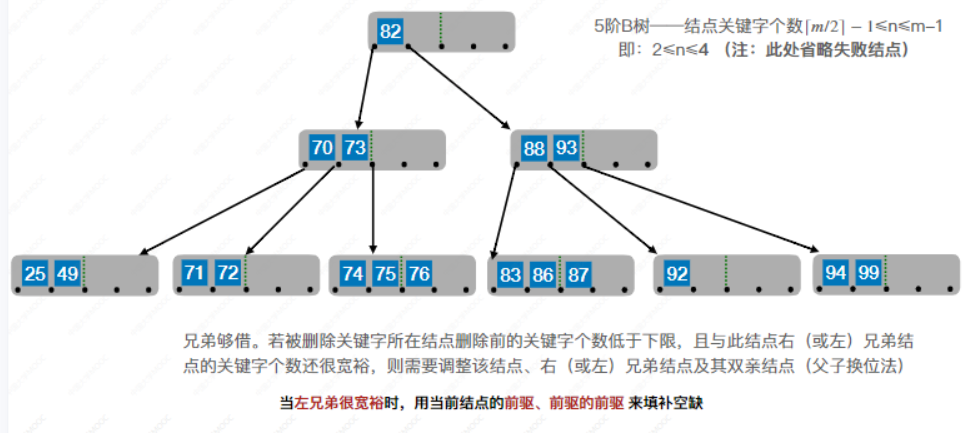 82
5阶B树——结点关键字个数⌈m/2⌉ − 1≤n≤m–1
即：2≤n≤4 （注：此处省略失败结点）
70 73
88 93
25 49
71 72
74 75 76
83 86 87
92
94 99
兄弟够借。若被删除关键字所在结点删除前的关键字个数低于下限，且与此结点右（或左）兄弟结
点的关键字个数还很宽裕，则需要调整该结点、右（或左）兄弟结点及其双亲结点（父子换位法）
当左兄弟很宽裕时，用当前结点的前驱、前驱的前驱 来填补空缺